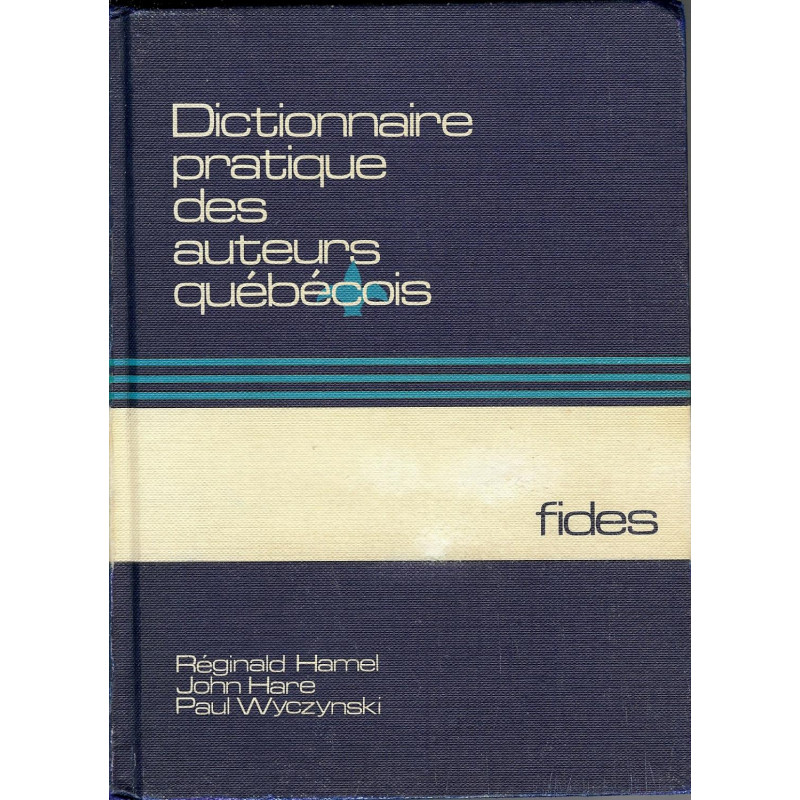 Dictionnaire
pratique
des
auteurs
québécois
fides
Réginald Hamel
John Hare
Paul Wyczynski